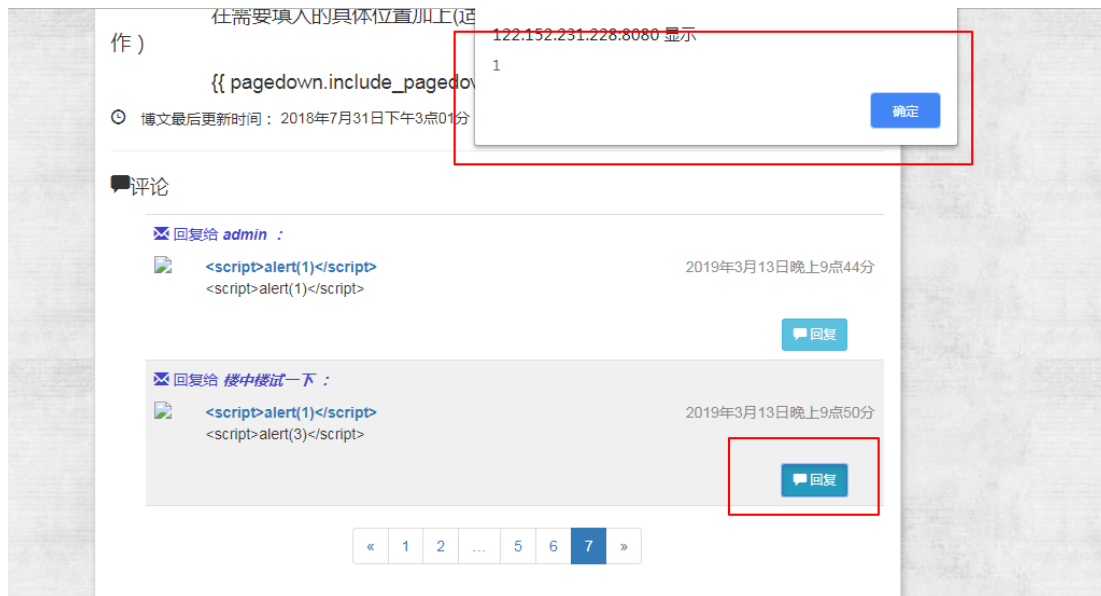 在需要填入的具体位置加上(适
作 )
{{ pagedown.include_pagedov
122.152.231.228:8080 显示
1
确定
博文最后更新时间： 2018年7月31日下午3点01分
评论
回复给 admin ：
<script>alert(1)</script>
2019年3月13日晚上9点44分
<script>alert(1)</script>
回复
回复给 楼中楼试一下 ：
<script>alert(1)</script>
2019年3月13日晚上9点50分
<script>alert(3)</script>
回复
« 1 2 ... 5 6 7 »